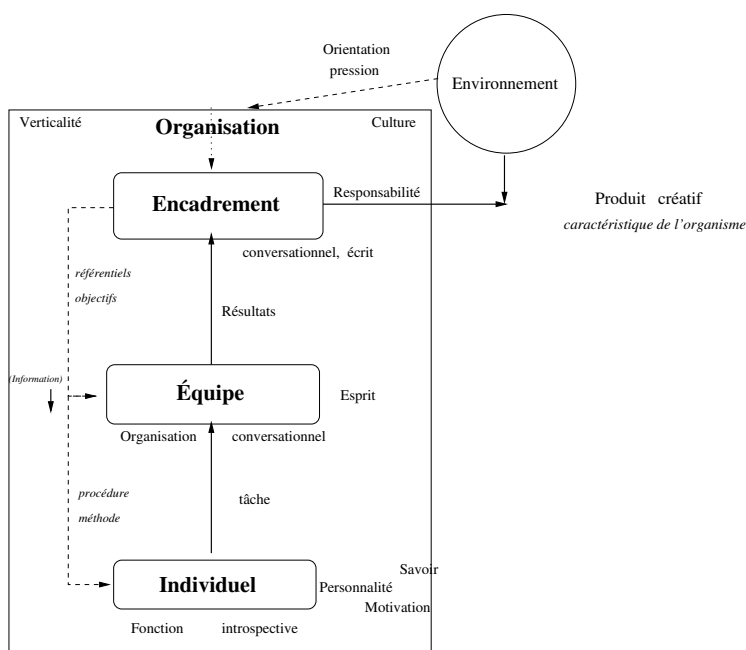 Orientation
pression
Environnement
Verticalité
Organisation
Culture
Encadrement
Responsabilité
Produit créatif
caractéristique de l'organisme
conversationnel, écrit
référentiels
objectifs
Résultats
(Information)
Équipe
Esprit
Organisation conversationnel
procédure
méthode
tâche
Savoir
Individuel
Personnalité
Motivation
Fonction introspective